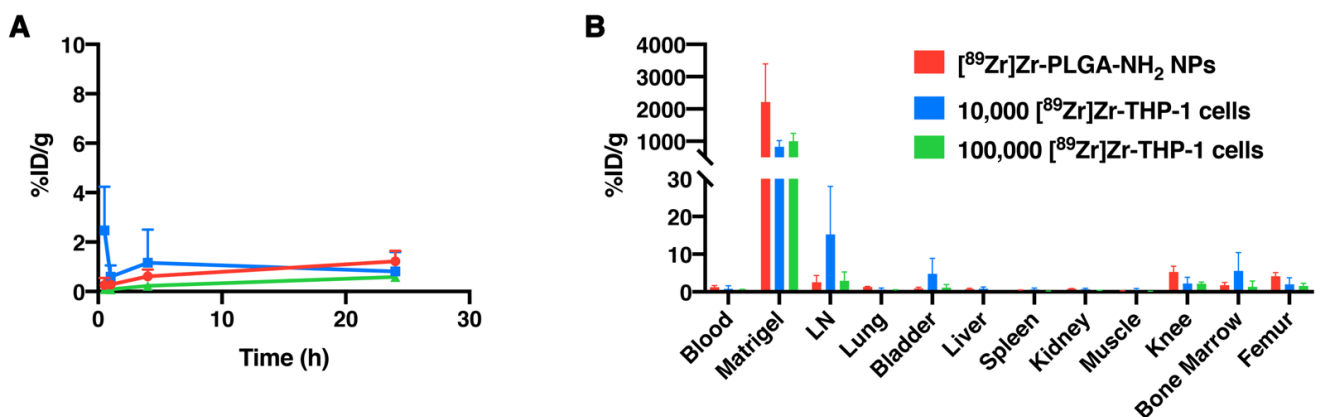 A
10
8
6
4
2
0
%ID/g
0
10
20
30
Time (h)
B
4000
3000
2000
1000
30
20
10
0
%ID/g
[⁸⁹Zr]Zr-PLGA-NH₂ NPs
10,000 [⁸⁹Zr]Zr-THP-1 cells
100,000 [⁸⁹Zr]Zr-THP-1 cells
Blood
Matrigel
LN
Lung
Bladder
Liver
Spleen
Kidney
Muscle
Knee
Bone Marrow
Femur